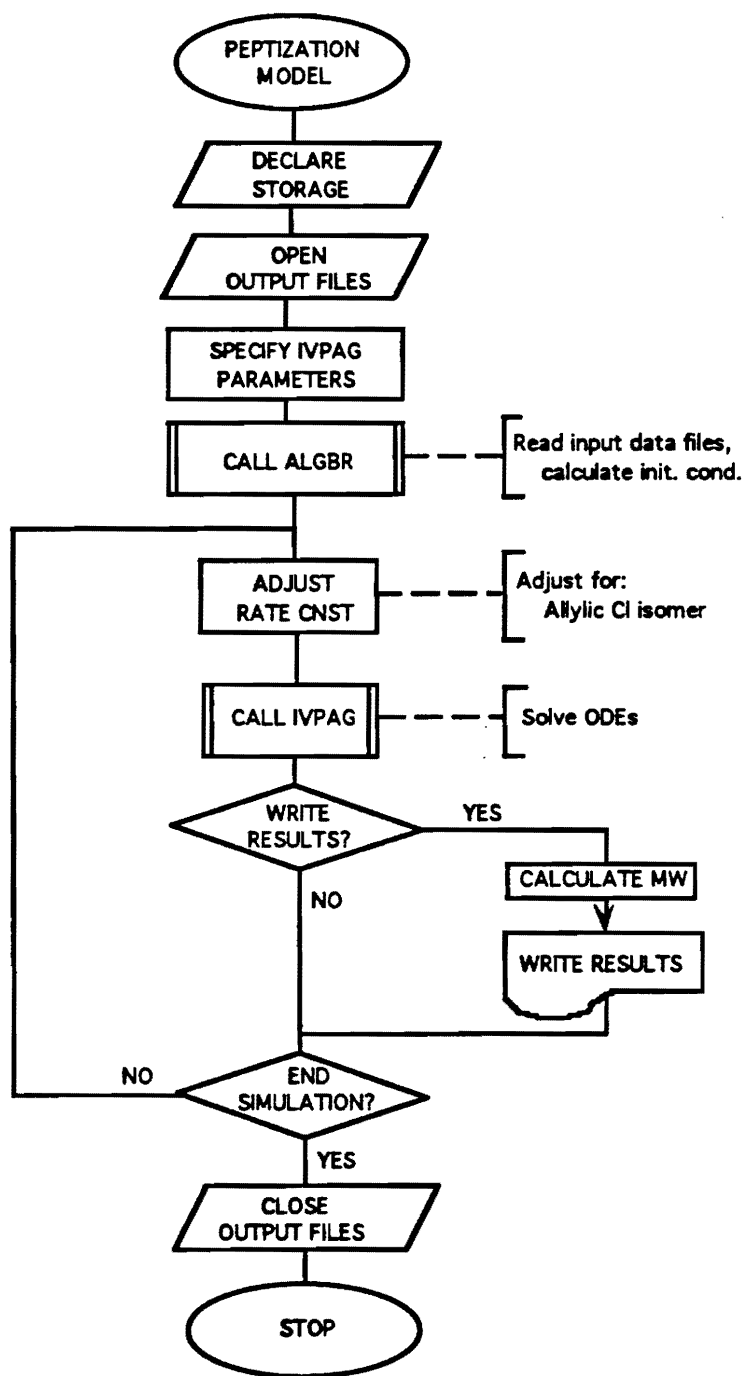 PEPTIZATION
MODEL
DECLARE
STORAGE
OPEN
OUTPUT FILES
SPECIFY IVPAG
PARAMETERS
CALL ALGBR
Read input data files,
calculate init. cond.
ADJUST
RATE CNST
Adjust for:
Allylic Cl isomer
CALL IVPAG
Solve ODEs
WRITE
RESULTS?
YES
NO
CALCULATE MW
WRITE RESULTS
NO
END
SIMULATION?
YES
CLOSE
OUTPUT FILES
STOP